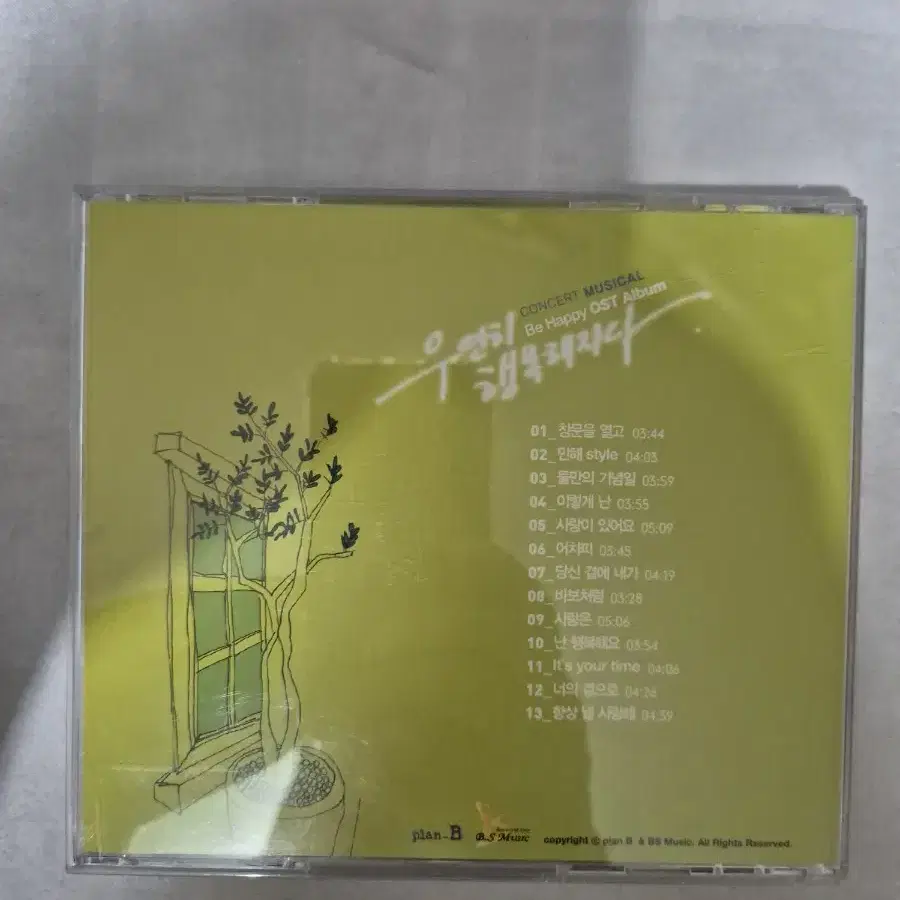 CONCERT MUSICAL
Be Happy OST Album
우연히
행복해지다
01_ 창문을 열고 03:44
02_ 민해 style 04:03
03_ 둘만의 기념일 03:59
04_ 이렇게 난 03:55
05_ 사랑이 있어요 05:09
06_ 어차피 03:45
07_ 당신 곁에 내가 04:19
08_ 바보처럼 03:28
09_ 사랑은 05:06
10_ 난 행복해요 03:54
11_ It's your time 04:06
12_ 너의 곁으로 04:26
13_ 항상 널 사랑해 04:39
plan_B
B.S Music
copyright ⓒ plan B & BS Music. All Rights Reserved.